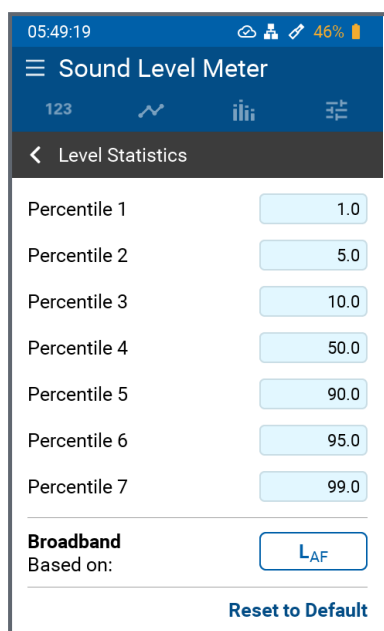 05:49:19 46%
Sound Level Meter
123
Level Statistics
Percentile 1 1.0
Percentile 2 5.0
Percentile 3 10.0
Percentile 4 50.0
Percentile 5 90.0
Percentile 6 95.0
Percentile 7 99.0
Broadband
Based on: LAF
Reset to Default